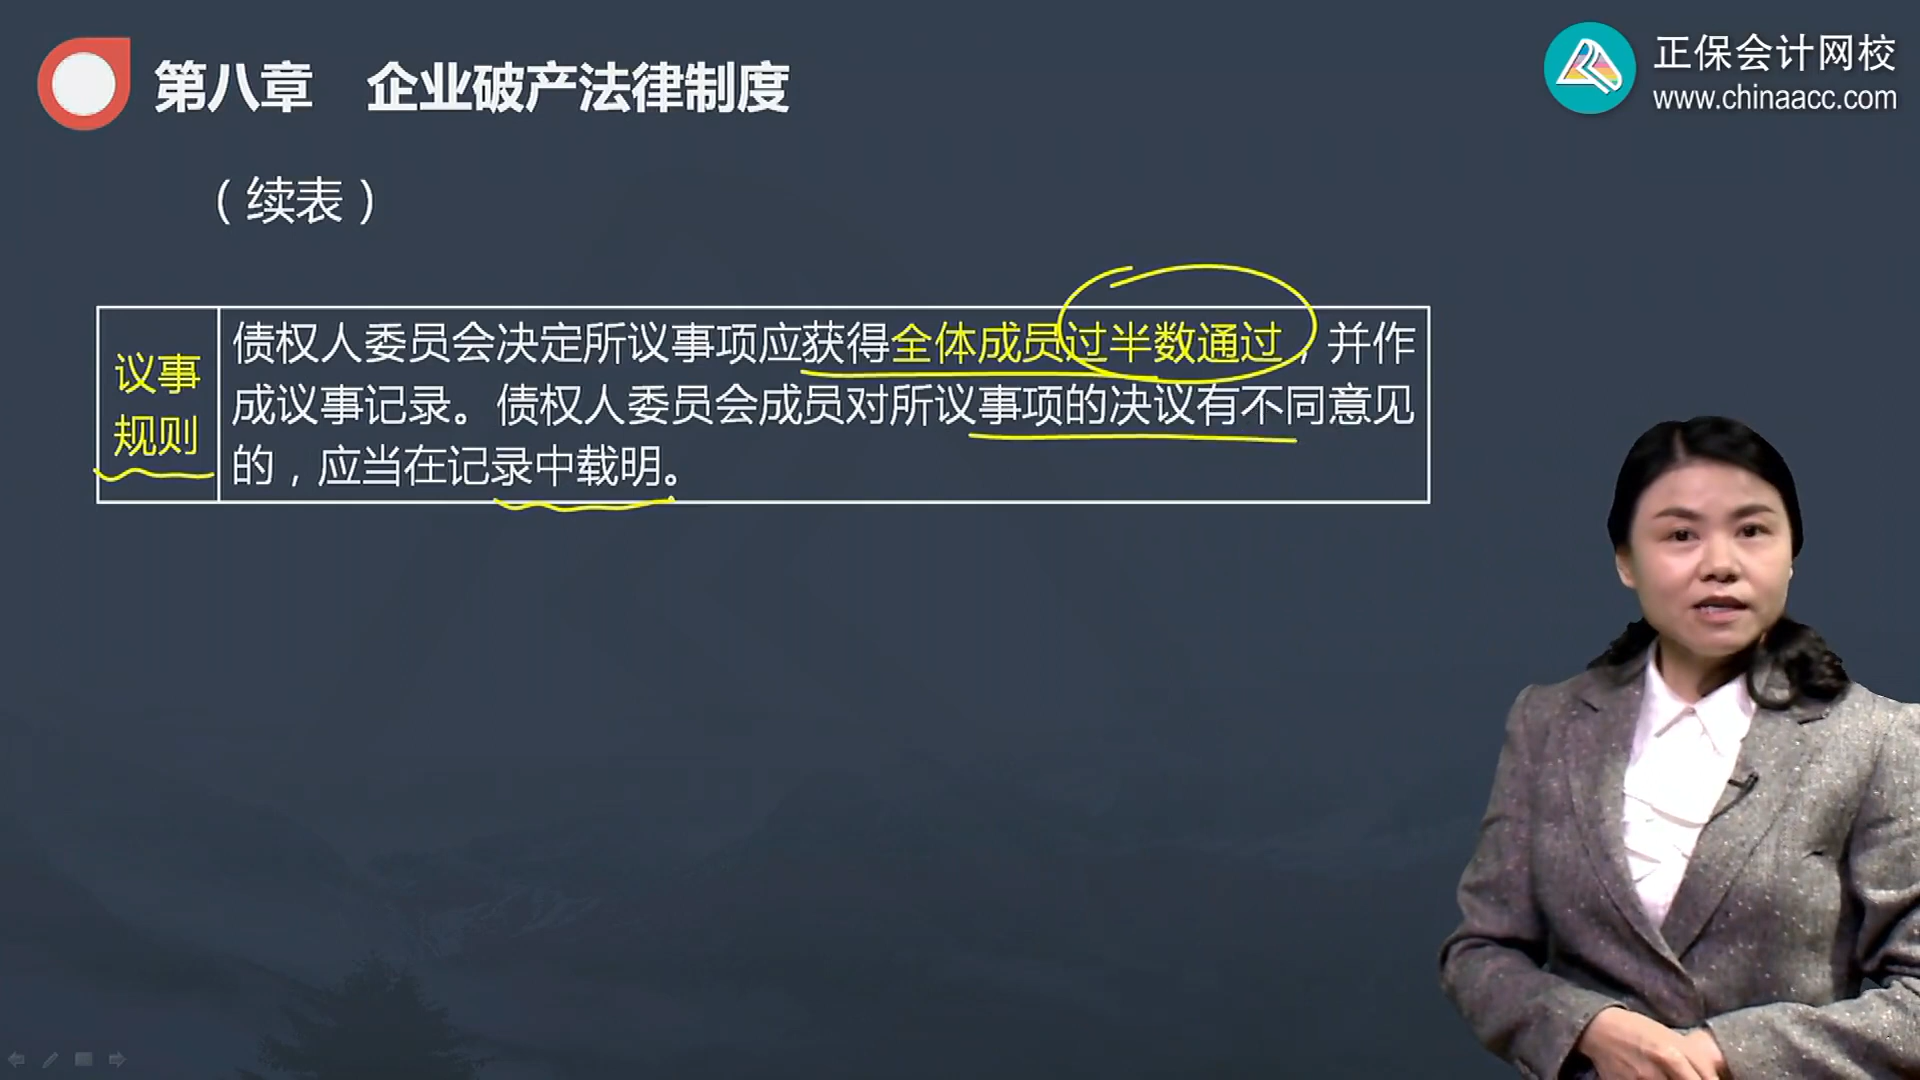 第八章 企业破产法律制度
正保会计网校
www.chinaacc.com
（续表）
议事
规则
债权人委员会决定所议事项应获得全体成员过半数通过，并作
成议事记录。债权人委员会成员对所议事项的决议有不同意见
的，应当在记录中载明。